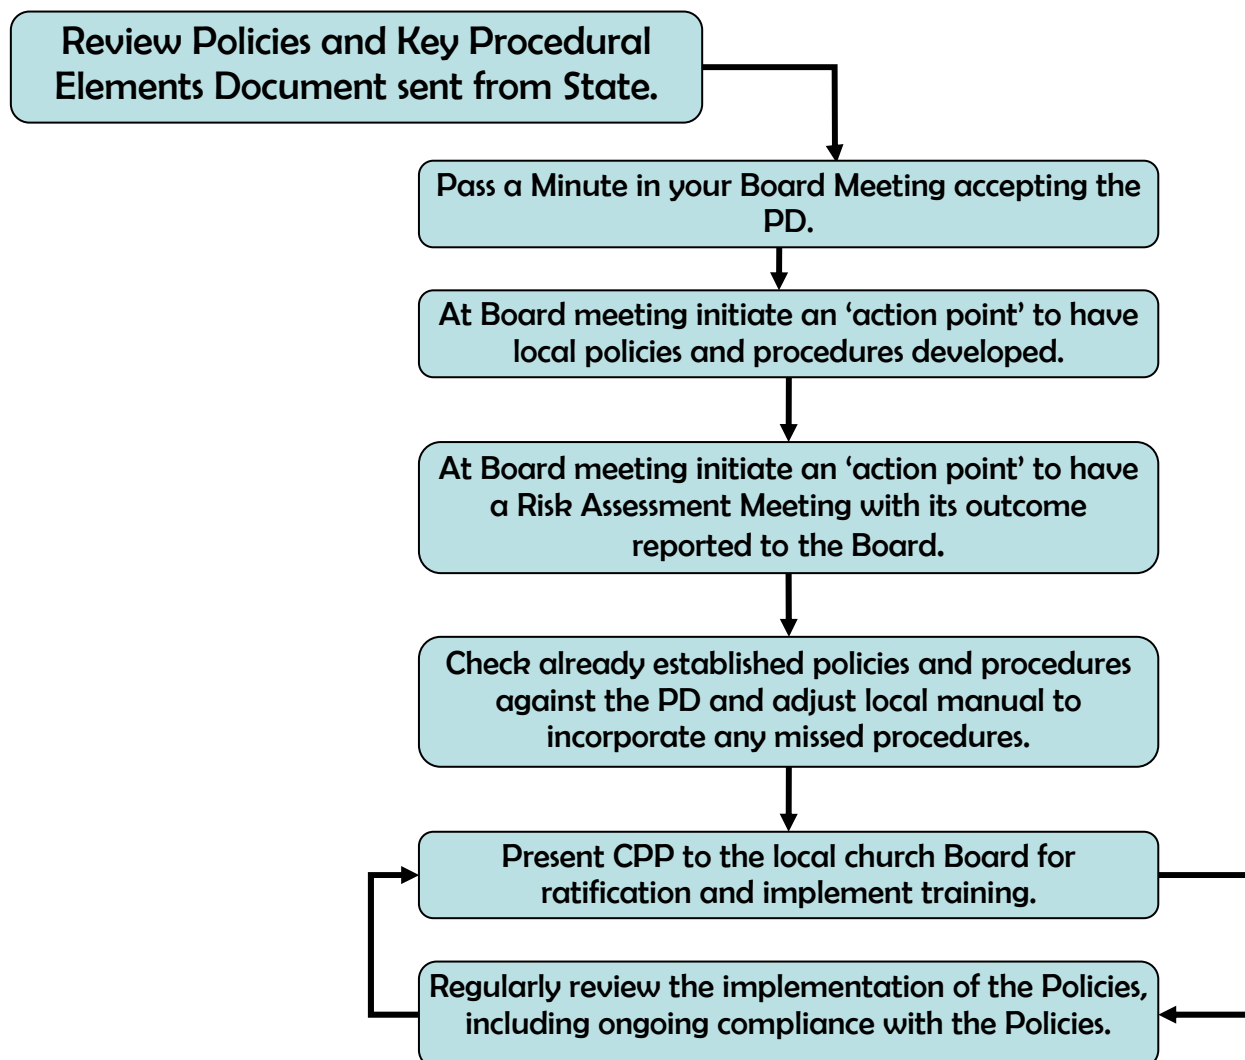 Review Policies and Key Procedural
Elements Document sent from State.
Pass a Minute in your Board Meeting accepting the
PD.
At Board meeting initiate an ‘action point’ to have
local policies and procedures developed.
At Board meeting initiate an ‘action point’ to have
a Risk Assessment Meeting with its outcome
reported to the Board.
Check already established policies and procedures
against the PD and adjust local manual to
incorporate any missed procedures.
Present CPP to the local church Board for
ratification and implement training.
Regularly review the implementation of the Policies,
including ongoing compliance with the Policies.